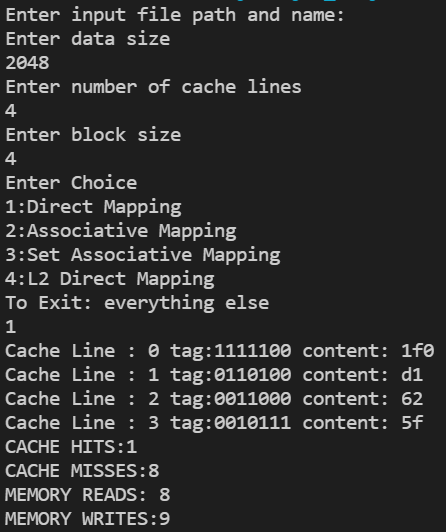 Enter input file path and name:
Enter data size
2048
Enter number of cache lines
4
Enter block size
4
Enter Choice
1:Direct Mapping
2:Associative Mapping
3:Set Associative Mapping
4:L2 Direct Mapping
To Exit: everything else
1
Cache Line : 0 tag:1111100 content: 1f0
Cache Line : 1 tag:0110100 content: d1
Cache Line : 2 tag:0011000 content: 62
Cache Line : 3 tag:0010111 content: 5f
CACHE HITS:1
CACHE MISSES:8
MEMORY READS: 8
MEMORY WRITES:9